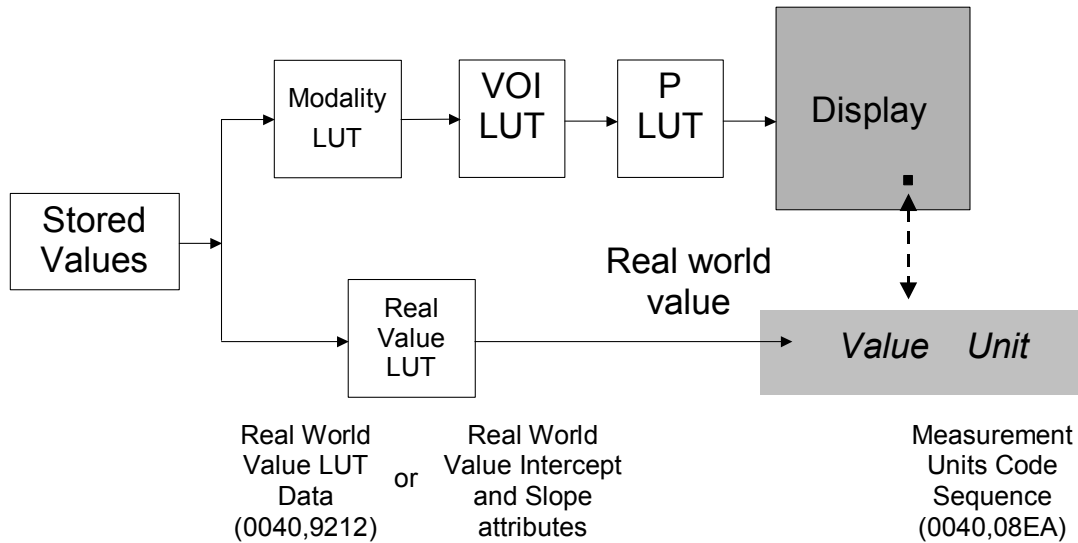 Modality
LUT
VOI
LUT
P
LUT
Display
Stored
Values
Real world
value
Real
Value
LUT
Value Unit
Real World
Value LUT
Data
(0040,9212)
or
Real World
Value Intercept
and Slope
attributes
Measurement
Units Code
Sequence
(0040,08EA)